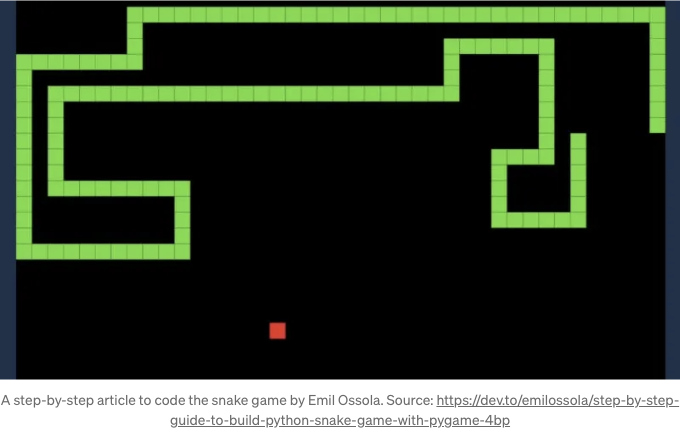 A step-by-step article to code the snake game by Emil Ossola. Source: https://dev.to/emilossola/step-by-step-
guide-to-build-python-snake-game-with-pygame-4bp